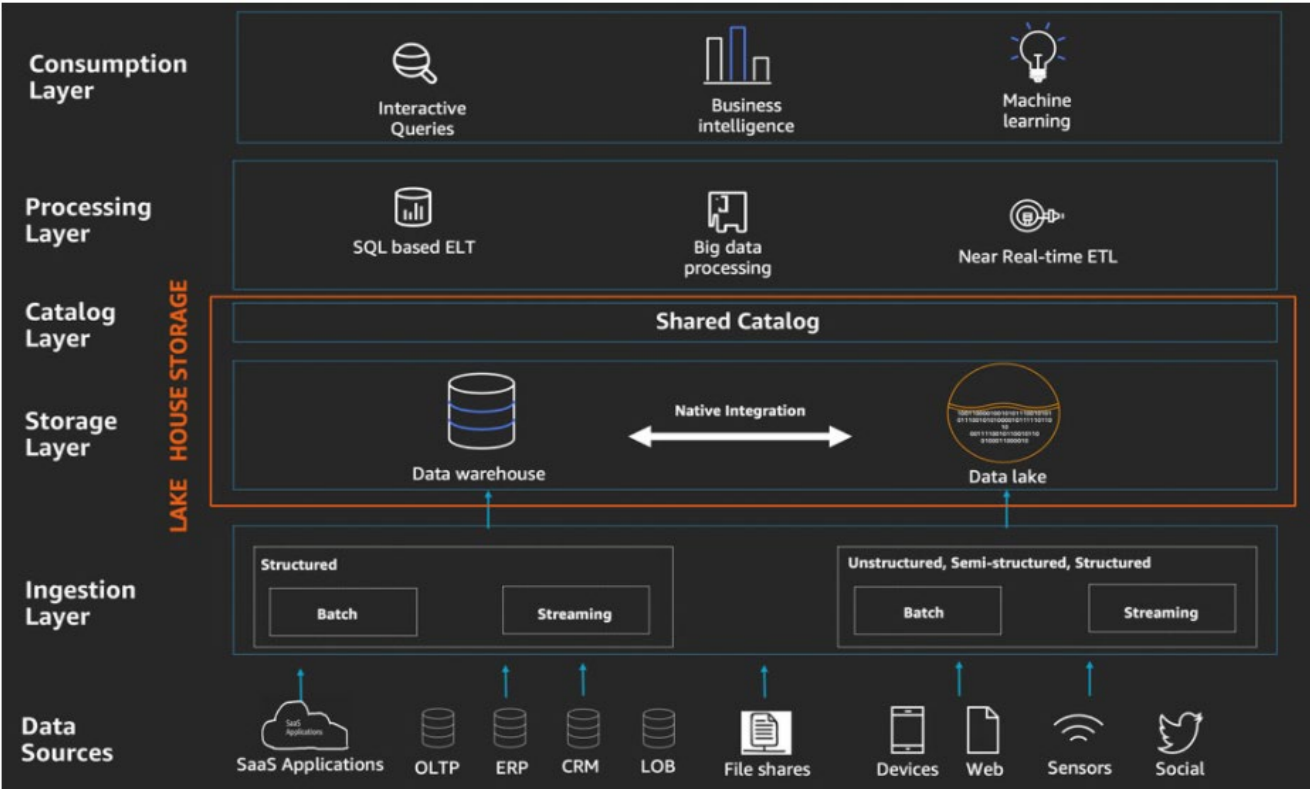 Consumption
Layer
Interactive
Queries
Business
intelligence
Machine
learning
Processing
Layer
SQL based ELT
Big data
processing
Near Real-time ETL
LAKE HOUSE STORAGE
Catalog
Layer
Shared Catalog
Storage
Layer
Data warehouse
Native Integration
Data lake
Ingestion
Layer
Structured
Batch
Streaming
Unstructured, Semi-structured, Structured
Batch
Streaming
Data
Sources
SaaS
Applications
SaaS Applications
OLTP
ERP
CRM
LOB
File shares
Devices
Web
Sensors
Social